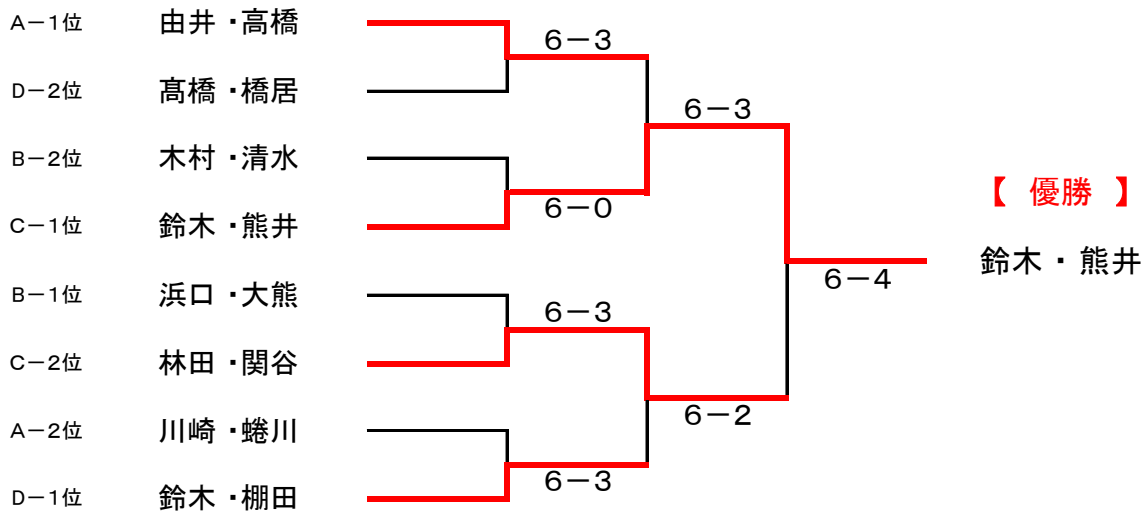 A－1位 由井・高橋
6－3
D－2位 髙橋・橋居
6－3
B－2位 木村・清水
【 優勝 】
6－0
C－1位 鈴木・熊井
鈴木・熊井
6－4
B－1位 浜口・大熊
6－3
C－2位 林田・関谷
6－2
A－2位 川崎・蜷川
6－3
D－1位 鈴木・棚田